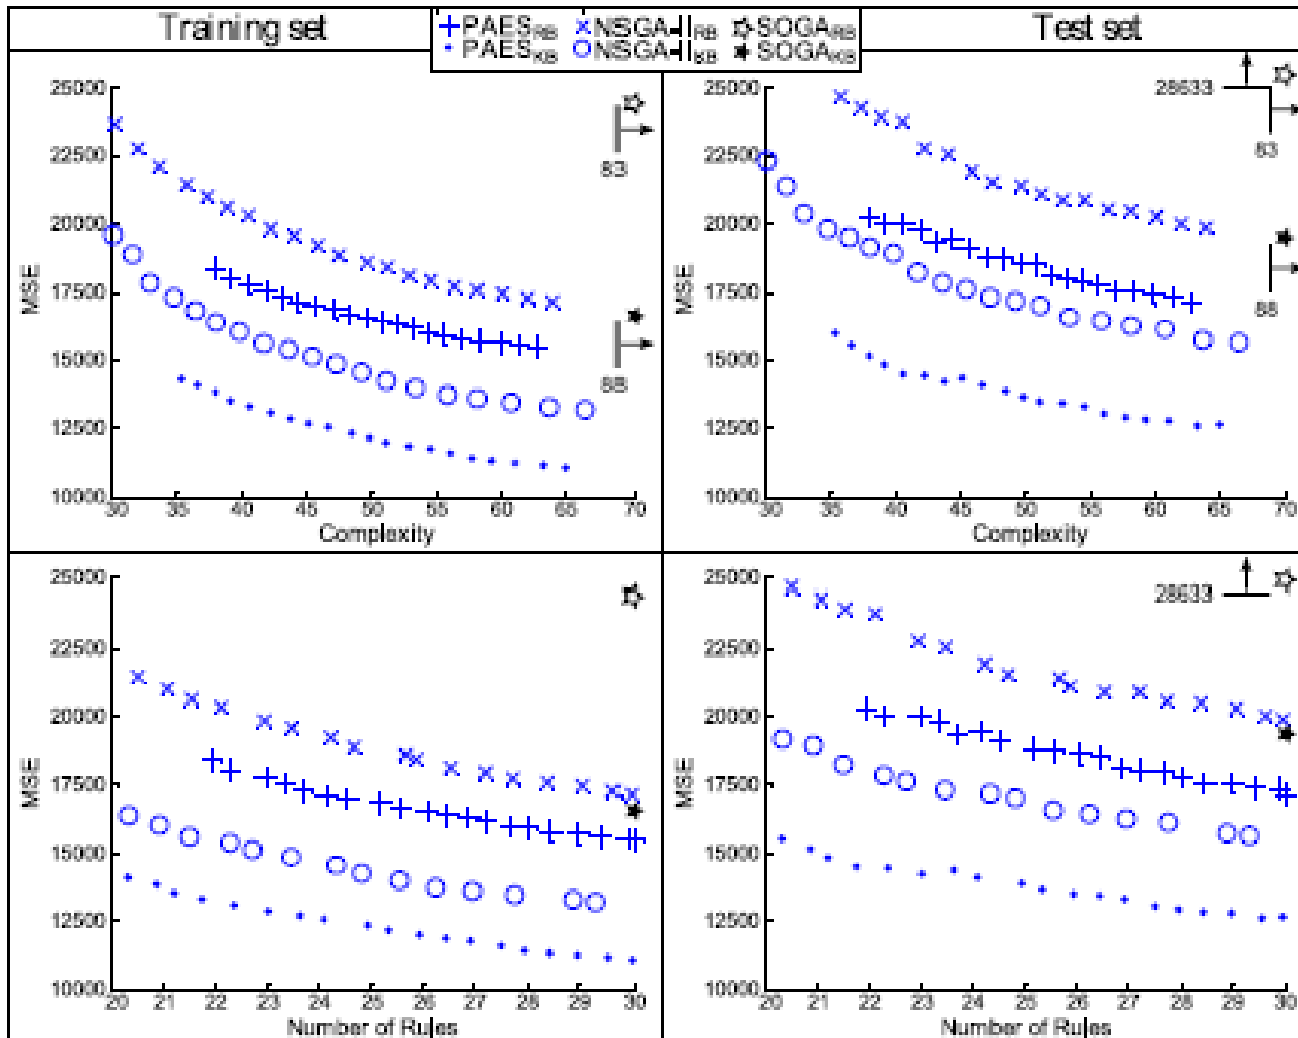 Training set
PAES_RB NSGA-II_RB SOGA_RB
PAES_KB NSGA-II_KB SOGA_KB
Test set
25000
22500
20000
17500
15000
12500
10000
MSE
30 35 40 45 50 55 60 65 70
Complexity
83
88
25000
22500
20000
17500
15000
12500
10000
MSE
30 35 40 45 50 55 60 65 70
Complexity
28633
83
88
25000
22500
20000
17500
15000
12500
10000
MSE
20 21 22 23 24 25 26 27 28 29 30
Number of Rules
25000
22500
20000
17500
15000
12500
10000
MSE
20 21 22 23 24 25 26 27 28 29 30
Number of Rules
28633